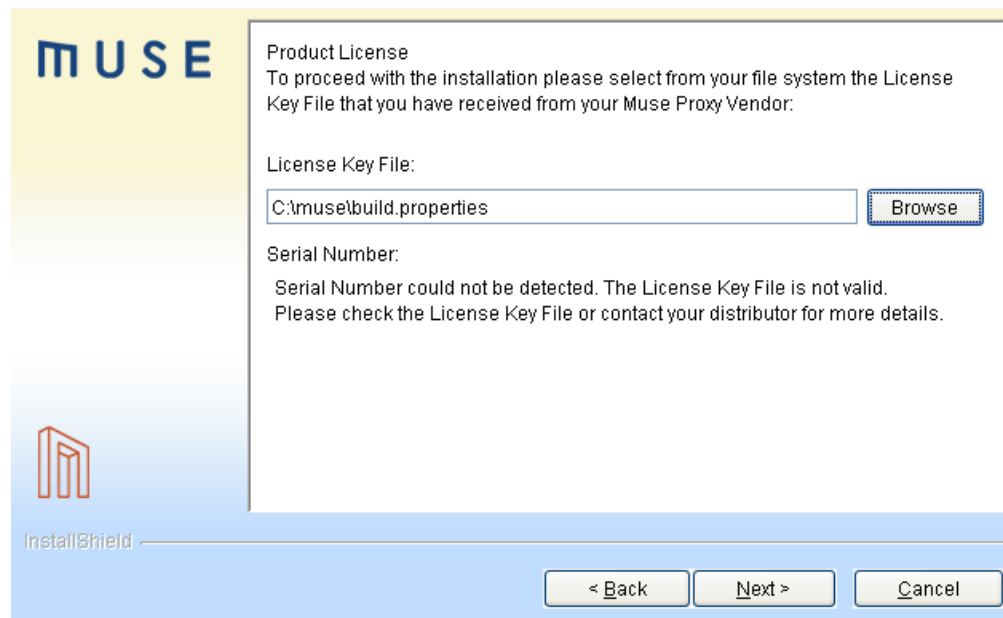 MUSE
Product License
To proceed with the installation please select from your file system the License
Key File that you have received from your Muse Proxy Vendor:
License Key File:
C:\muse\build.properties
Browse
Serial Number:
Serial Number could not be detected. The License Key File is not valid.
Please check the License Key File or contact your distributor for more details.
InstallShield
< Back
Next >
Cancel